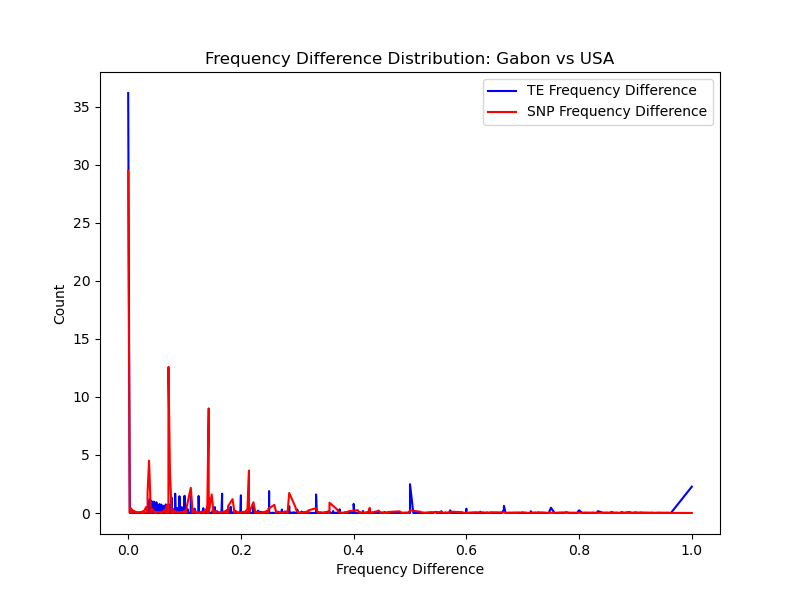 Frequency Difference Distribution: Gabon vs USA
TE Frequency Difference
SNP Frequency Difference
35
30
25
20
15
10
5
0
Count
0.0 0.2 0.4 0.6 0.8 1.0
Frequency Difference